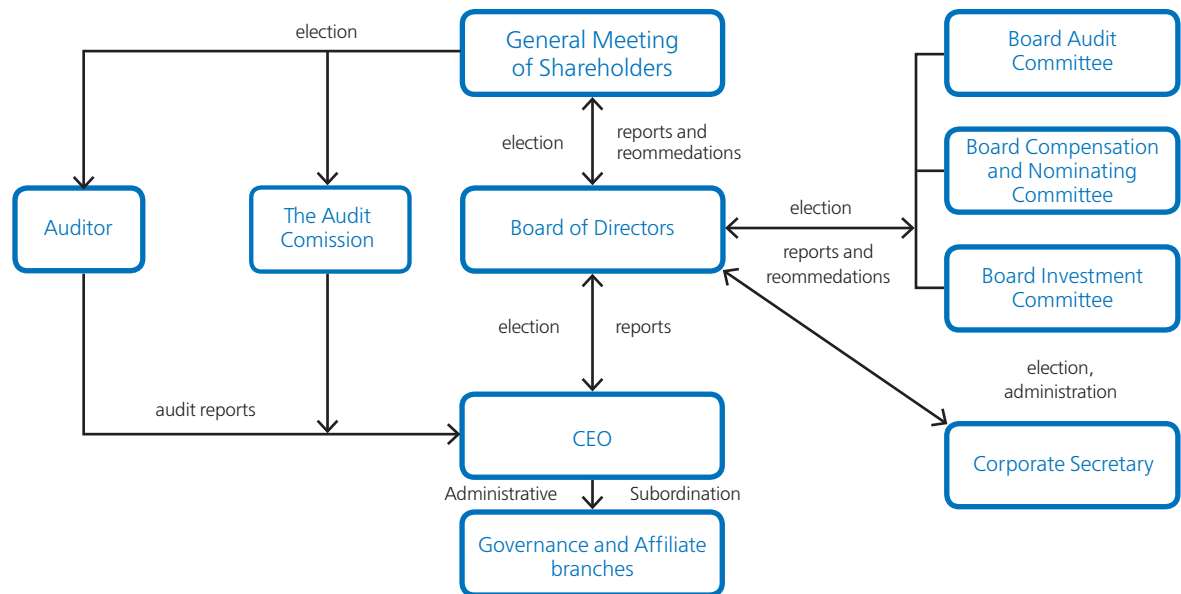 election
General Meeting
of Shareholders
Board Audit
Committee
election
reports and
reommedations
Board Compensation
and Nominating
Committee
Auditor
The Audit
Comission
Board of Directors
election
reports and
reommedations
Board Investment
Committee
election
reports
election,
administration
audit reports
CEO
Corporate Secretary
Administrative
Subordination
Governance and Affiliate
branches